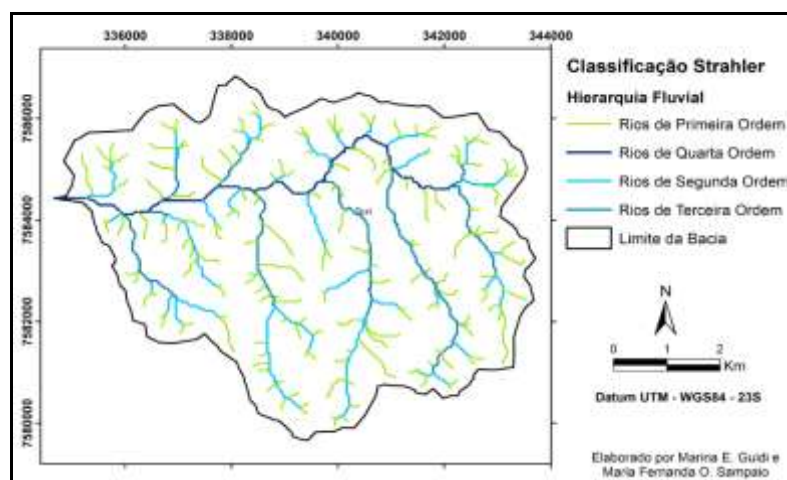 336000 338000 340000 342000 344000
7586000
7584000
7582000
7580000
Classificação Strahler
Hierarquia Fluvial
Rios de Primeira Ordem
Rios de Quarta Ordem
Rios de Segunda Ordem
Rios de Terceira Ordem
Limite da Bacia
N
0 1 2
Km
Datum UTM - WGS84 - 23S
Elaborado por Marina E. Guidi e
Maria Fernanda O. Sampaio